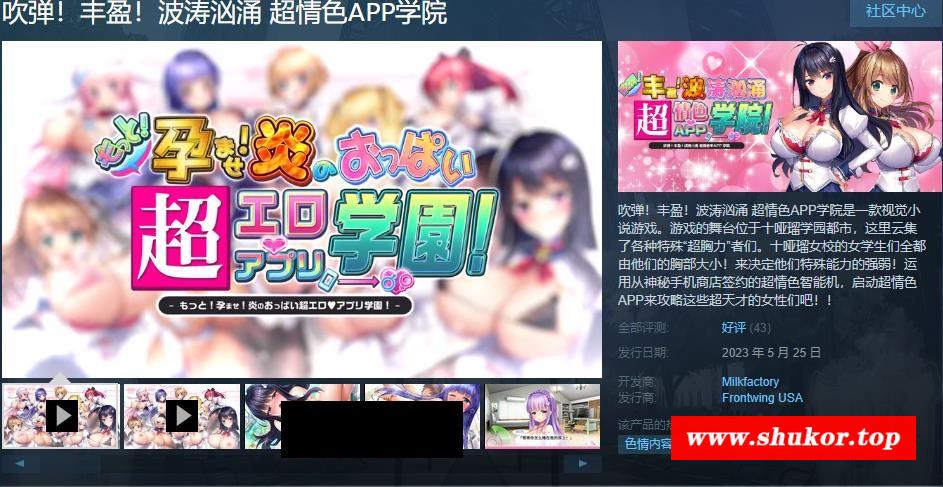 吹弹！丰盈！波涛汹涌 超情色APP学院
社区中心
もっと!孕ませ!炎のおっぱい
超エロアプリ学園!
- もっと！孕ませ！炎のおっぱい超エロ♥アプリ学園！ -
丰盈!波涛汹涌
超情色APP学院!
吹弹！丰盈！波涛汹涌 超情色APP学院是一款视觉小
说游戏。游戏的舞台位于十哑瑠学园都市，这里云集
了各种特殊“超胸力”者们。十哑瑠女校的女学生们全都
由他们的胸部大小！来决定他们特殊能力的强弱！运
用从神秘手机商店签约的超情色智能机，启动超情色
APP来攻略这些超天才的女性们吧！！
全部评测: 好评 (43)
发行日期: 2023 年 5 月 25 日
开发商: Milkfactory
发行商: Frontwing USA
该产品的
色情内容
www.shukor.top